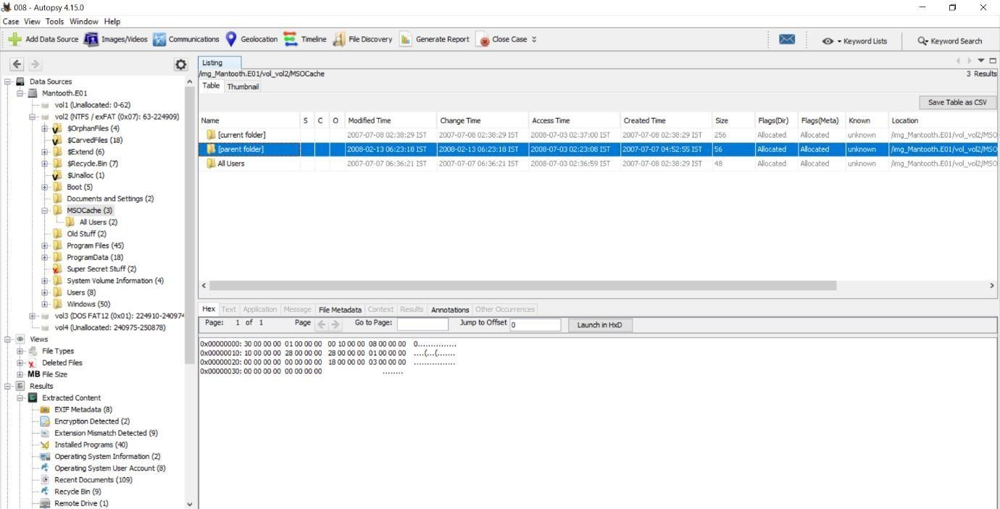 008 - Autopsy 4.15.0
Case View Tools Window Help
Add Data Source Images/Videos Communications Geolocation Timeline File Discovery Generate Report Close Case Keyword Lists Keyword Search
Listing
/img_Mantooth.E01/vol_vol2/MSOCache 3 Results
Table Thumbnail
Save Table as CSV
Name S C O Modified Time Change Time Access Time Created Time Size Flags(Dir) Flags(Meta) Known Location
[current folder] 2007-07-08 02:38:29 IST 2007-07-08 02:38:29 IST 2008-07-03 02:37:00 IST 2007-07-08 02:38:29 IST 256 Allocated Allocated unknown /img_Mantooth.E01/vol_vol2/MSO
[parent folder] 2008-02-13 06:23:18 IST 2008-02-13 06:23:18 IST 2008-07-03 02:23:08 IST 2007-07-07 04:52:55 IST 56 Allocated Allocated unknown /img_Mantooth.E01/vol_vol2/MSO
All Users 2007-07-07 06:36:21 IST 2007-07-07 06:36:21 IST 2008-07-03 02:36:59 IST 2007-07-08 02:38:29 IST 48 Allocated Allocated unknown /img_Mantooth.E01/vol_vol2/MSO
Data Sources
Mantooth.E01
vol1 (Unallocated: 0-62)
vol2 (NTFS / exFAT (0x07): 63-224909)
$OrphanFiles (4)
$CarvedFiles (18)
$Extend (6)
$Recycle.Bin (7)
$Unalloc (1)
Boot (5)
Documents and Settings (2)
MSOCache (3)
All Users (2)
Old Stuff (2)
Program Files (45)
ProgramData (18)
Super Secret Stuff (2)
System Volume Information (4)
Users (8)
Windows (50)
vol3 (DOS FAT12 (0x01): 224910-240974
vol4 (Unallocated: 240975-250878)
Views
File Types
Deleted Files
MB File Size
Results
Extracted Content
EXIF Metadata (8)
Encryption Detected (2)
Extension Mismatch Detected (9)
Installed Programs (40)
Operating System Information (2)
Operating System User Account (8)
Recent Documents (109)
Recycle Bin (9)
Remote Drive (1)
Hex Text Application Message File Metadata Context Results Annotations Other Occurrences
Page: 1 of 1 Page Go to Page: Jump to Offset 0 Launch in HxD
0x00000000: 30 00 00 00 01 00 00 00 00 10 00 00 08 00 00 00 0...............
0x00000010: 10 00 00 00 28 00 00 00 28 00 00 00 01 00 00 00 ....(...(.......
0x00000020: 00 00 00 00 00 00 00 00 18 00 00 00 03 00 00 00 ................
0x00000030: 00 00 00 00 00 00 00 00 ........